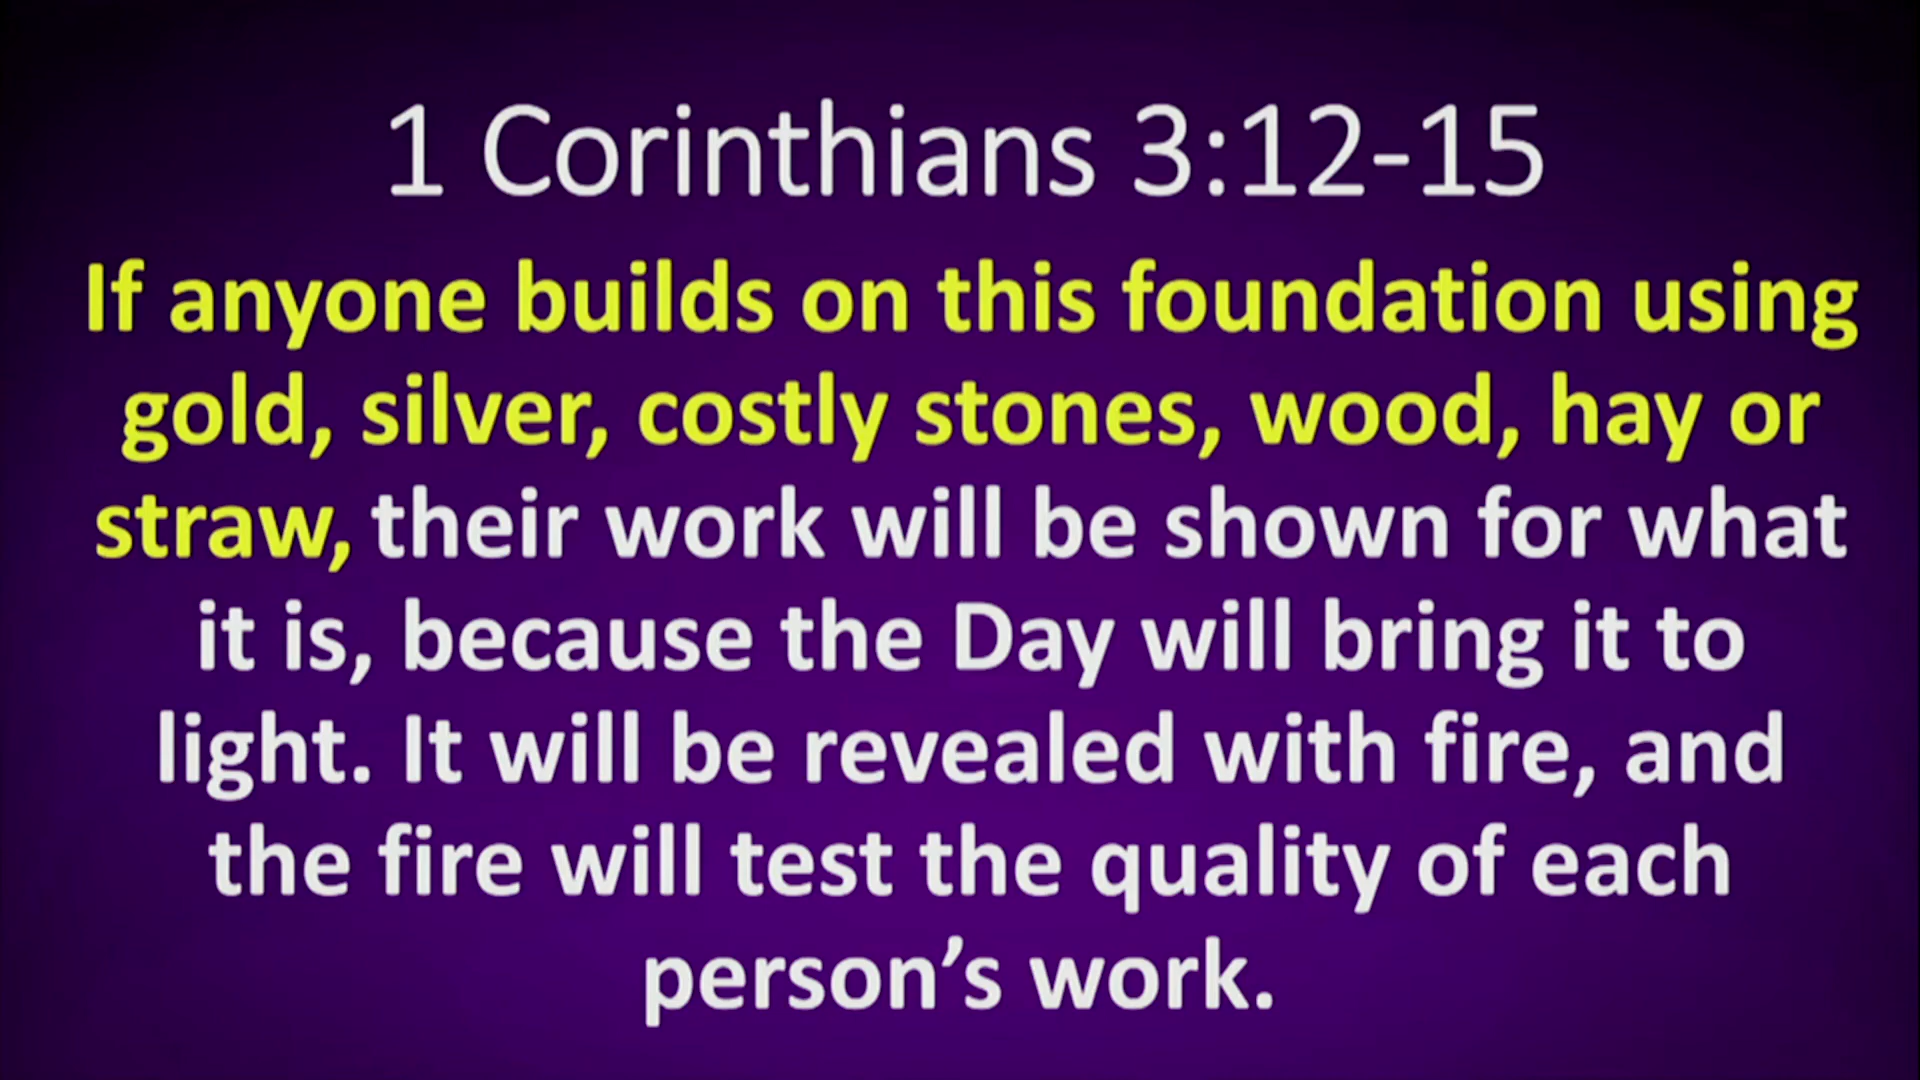 1 Corinthians 3:12-15
If anyone builds on this foundation using
gold, silver, costly stones, wood, hay or
straw, their work will be shown for what
it is, because the Day will bring it to
light. It will be revealed with fire, and
the fire will test the quality of each
person’s work.